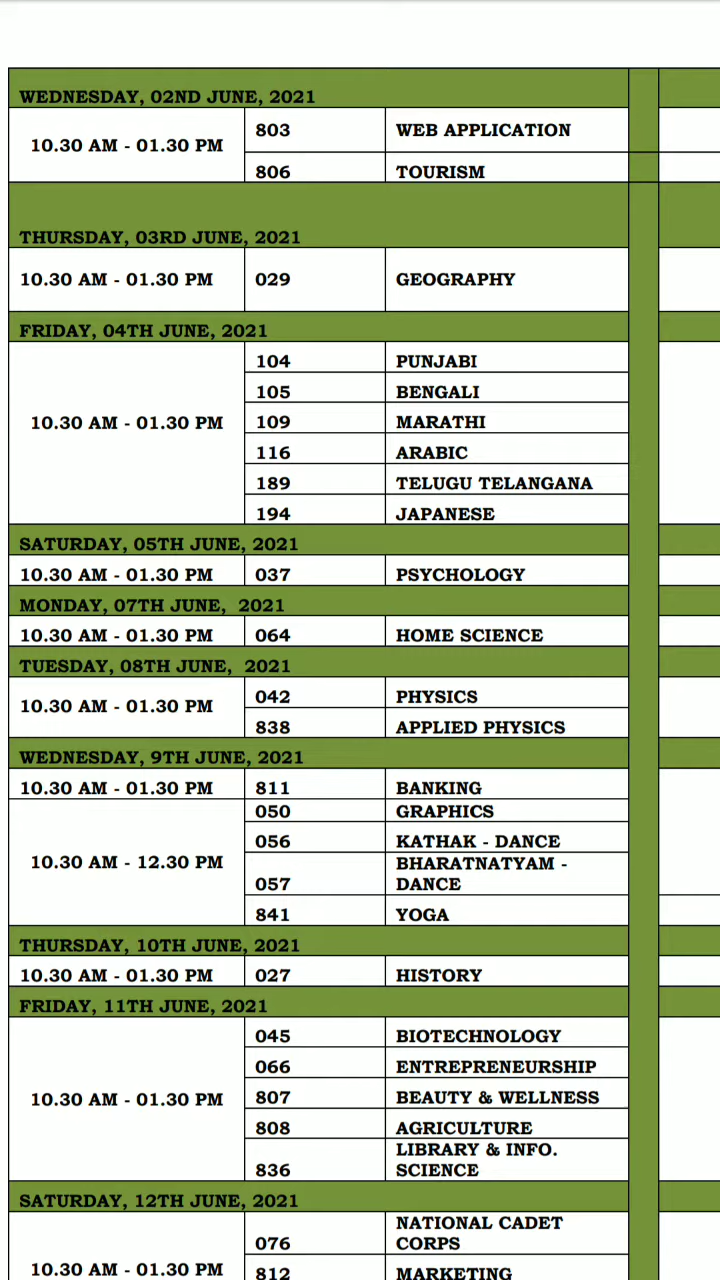 WEDNESDAY, 02ND JUNE, 2021
10.30 AM - 01.30 PM
803 WEB APPLICATION
806 TOURISM
THURSDAY, 03RD JUNE, 2021
10.30 AM - 01.30 PM 029 GEOGRAPHY
FRIDAY, 04TH JUNE, 2021
10.30 AM - 01.30 PM
104 PUNJABI
105 BENGALI
109 MARATHI
116 ARABIC
189 TELUGU TELANGANA
194 JAPANESE
SATURDAY, 05TH JUNE, 2021
10.30 AM - 01.30 PM 037 PSYCHOLOGY
MONDAY, 07TH JUNE, 2021
10.30 AM - 01.30 PM 064 HOME SCIENCE
TUESDAY, 08TH JUNE, 2021
10.30 AM - 01.30 PM
042 PHYSICS
838 APPLIED PHYSICS
WEDNESDAY, 9TH JUNE, 2021
10.30 AM - 01.30 PM 811 BANKING
10.30 AM - 12.30 PM
050 GRAPHICS
056 KATHAK - DANCE
057 BHARATNATYAM -
DANCE
841 YOGA
THURSDAY, 10TH JUNE, 2021
10.30 AM - 01.30 PM 027 HISTORY
FRIDAY, 11TH JUNE, 2021
10.30 AM - 01.30 PM
045 BIOTECHNOLOGY
066 ENTREPRENEURSHIP
807 BEAUTY & WELLNESS
808 AGRICULTURE
836 LIBRARY & INFO.
SCIENCE
SATURDAY, 12TH JUNE, 2021
10.30 AM - 01.30 PM
076 NATIONAL CADET
CORPS
812 MARKETING